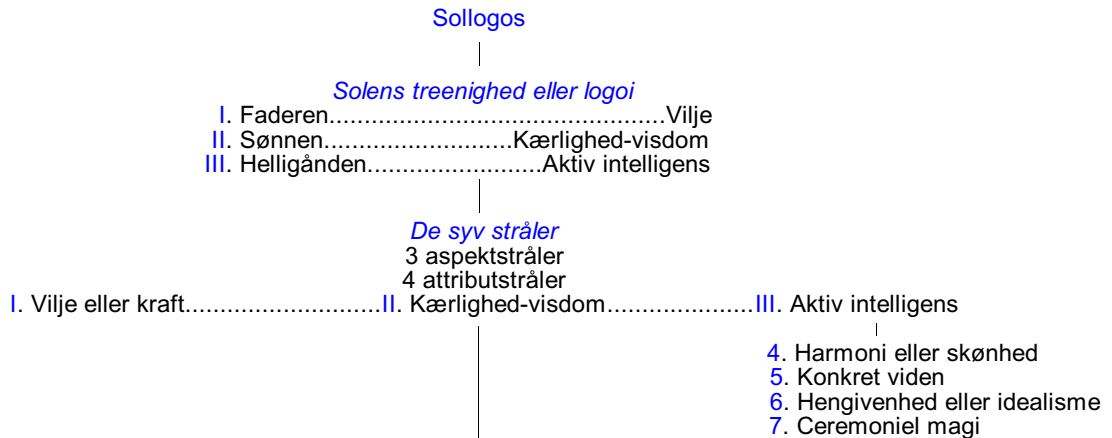 Sollogos
Solens treenighed eller logoi
I. Faderen................................................Vilje
II. Sønnen...........................Kærlighed-visdom
III. Helligånden.........................Aktiv intelligens
De syv stråler
3 aspektstråler
4 attributstråler
I. Vilje eller kraft............................II. Kærlighed-visdom.....................III. Aktiv intelligens
4. Harmoni eller skønhed
5. Konkret viden
6. Hengivenhed eller idealisme
7. Ceremoniel magi